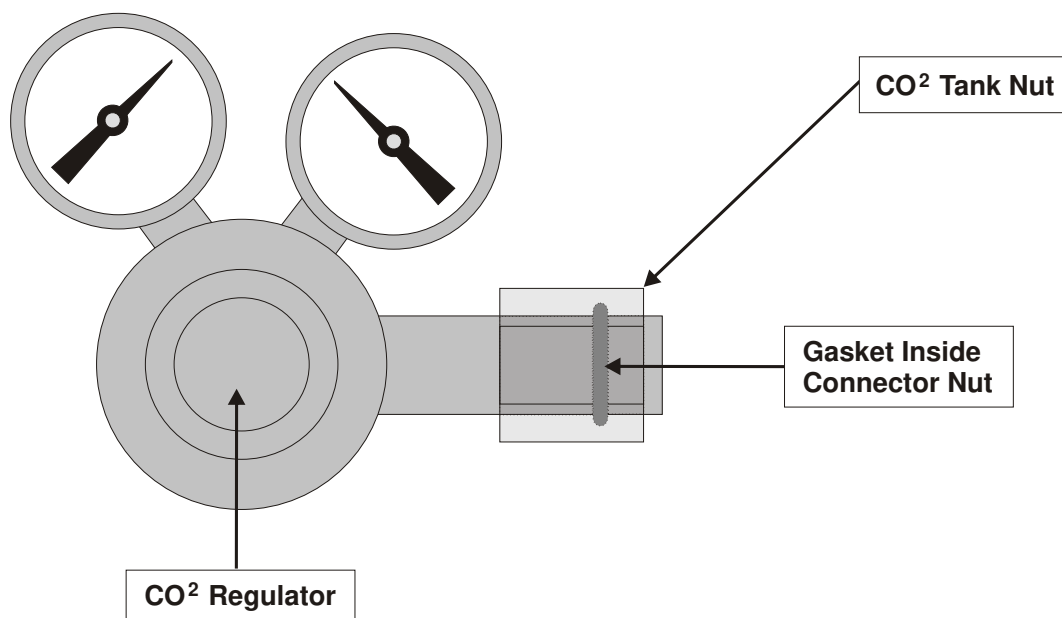 CO² Tank Nut
Gasket Inside
Connector Nut
CO² Regulator